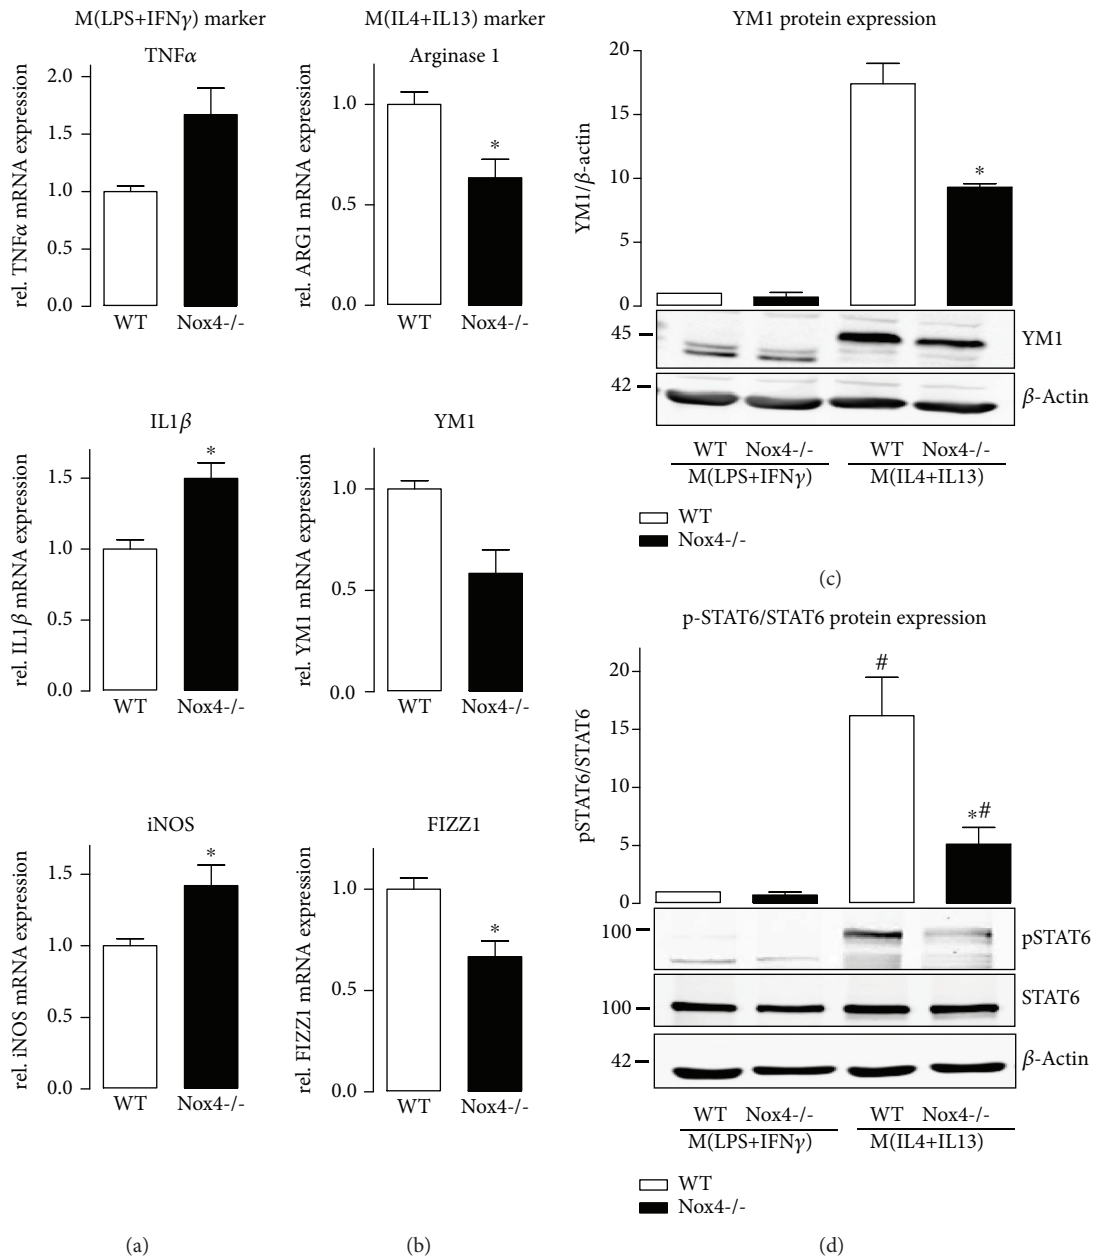 M(LPS+IFNγ) marker
TNFα
rel. TNFα mRNA expression
2.0
1.5
1.0
0.5
0.0
WT Nox4-/-
IL1β
rel. IL1β mRNA expression
1.5
1.0
0.5
0.0
*
WT Nox4-/-
iNOS
rel. iNOS mRNA expression
1.5
1.0
0.5
0.0
*
WT Nox4-/-
(a)
M(IL4+IL13) marker
Arginase 1
rel. ARG1 mRNA expression
1.0
0.5
0.0
*
WT Nox4-/-
YM1
rel. YM1 mRNA expression
1.0
0.5
0.0
WT Nox4-/-
FIZZ1
rel. FIZZ1 mRNA expression
1.0
0.5
0.0
*
WT Nox4-/-
(b)
YM1 protein expression
YM1/β-actin
20
15
10
5
0
*
45 YM1
42 β-Actin
WT Nox4-/- WT Nox4-/-
M(LPS+IFNγ) M(IL4+IL13)
WT
Nox4-/-
(c)
p-STAT6/STAT6 protein expression
pSTAT6/STAT6
20
15
10
5
0
#
*#
100 pSTAT6
100 STAT6
42 β-Actin
WT Nox4-/- WT Nox4-/-
M(LPS+IFNγ) M(IL4+IL13)
WT
Nox4-/-
(d)